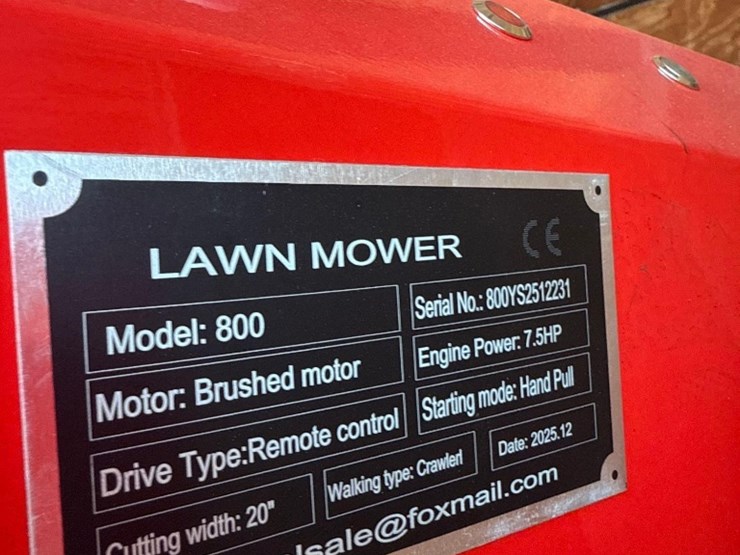 CE
LAWN MOWER
Model: 800
Serial No.: 800YS2512231
Motor: Brushed motor
Engine Power: 7.5HP
Drive Type:Remote control
Starting mode: Hand Pull
Cutting width: 20"
Walking type: Crawlerl
Date: 2025.12
lsale@foxmail.com